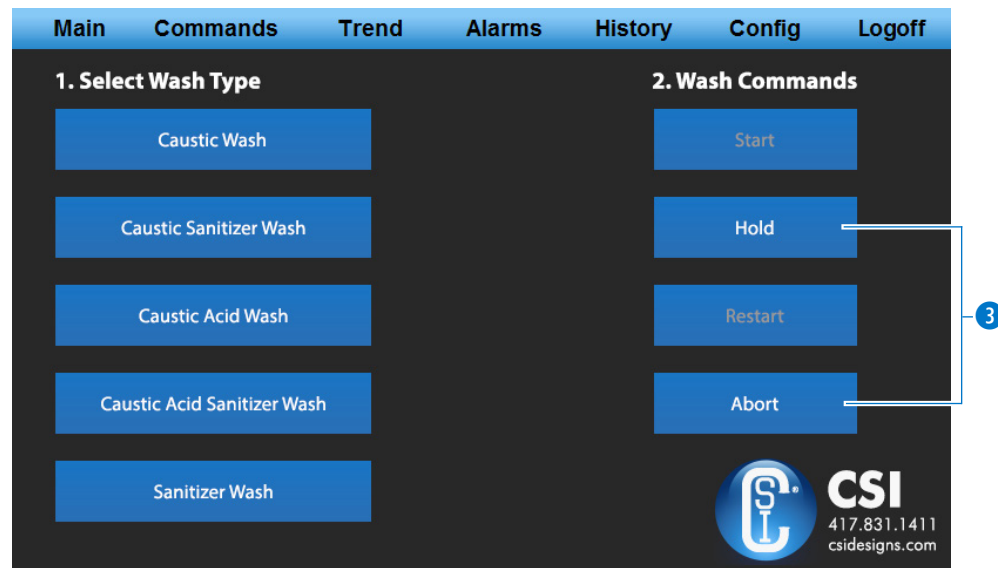 Main Commands Trend Alarms History Config Logoff
1. Select Wash Type
Caustic Wash
Caustic Sanitizer Wash
Caustic Acid Wash
Caustic Acid Sanitizer Wash
Sanitizer Wash
2. Wash Commands
Start
Hold
Restart
Abort
3
CSI
CSI
417.831.1411
csidesigns.com